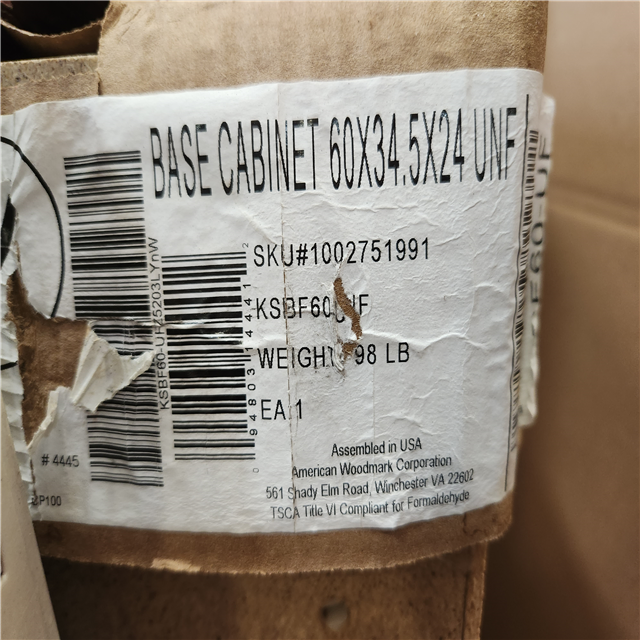 BASE CABINET 60X34.5X24 UNF
SKU#1002751991
WEIGHT 98 LB
EA:1
Assembled in USA
American Woodmark Corporation
561 Shady Elm Road, Winchester VA 22602
TSCA Title VI Compliant for Formaldehyde
# 4445